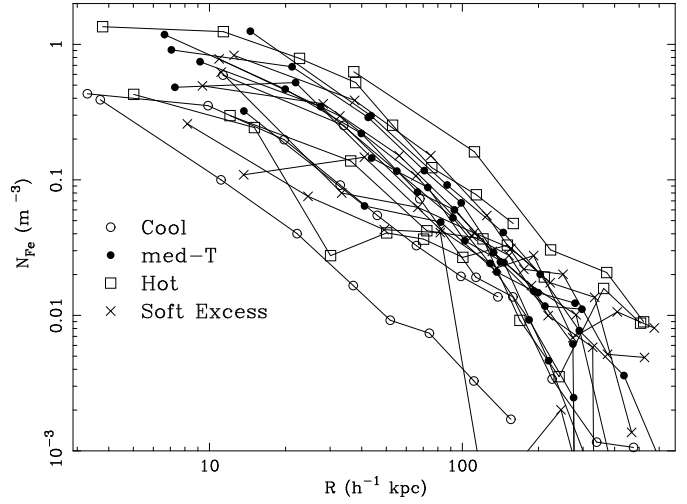 1
0.1
0.01
10⁻³
N_Fe (m⁻³)
Cool
med-T
Hot
Soft Excess
10
100
R (h⁻¹ kpc)